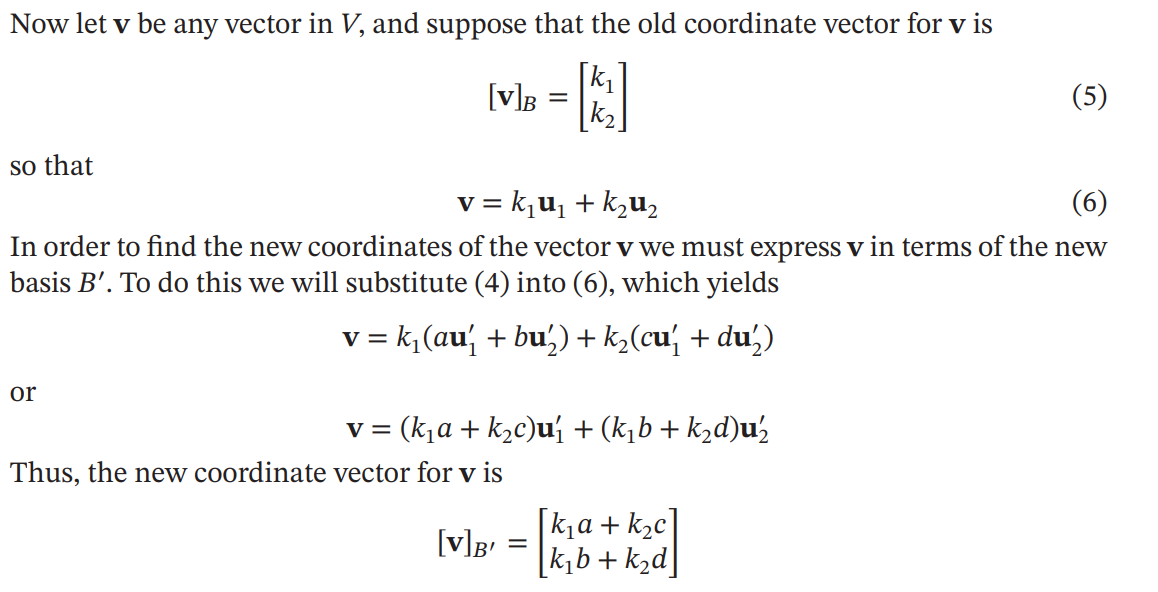 Now let v be any vector in V, and suppose that the old coordinate vector for v is
[v]_B = [k₁ k₂] (5)
so that
v = k₁u₁ + k₂u₂ (6)
In order to find the new coordinates of the vector v we must express v in terms of the new
basis B′. To do this we will substitute (4) into (6), which yields
v = k₁(au′₁ + bu′₂) + k₂(cu′₁ + du′₂)
or
v = (k₁a + k₂c)u′₁ + (k₁b + k₂d)u′₂
Thus, the new coordinate vector for v is
[v]_B′ = [k₁a + k₂c
k₁b + k₂d]